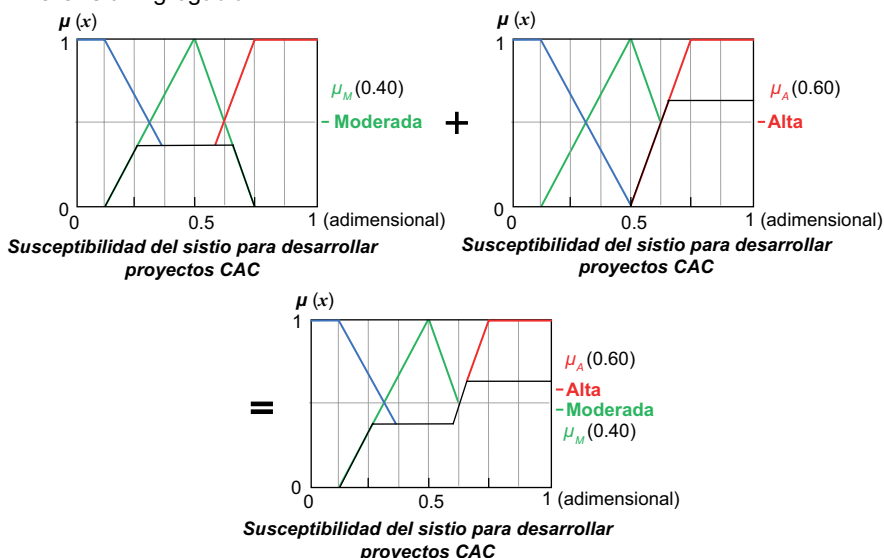 μ (x)
1
0
0
0.5
1 (adimensional)
μM(0.40)
Moderada
Susceptibilidad del sistio para desarrollar
proyectos CAC
+
μ (x)
1
0
0
0.5
1 (adimensional)
μA(0.60)
Alta
Susceptibilidad del sistio para desarrollar
proyectos CAC
=
μ (x)
1
0
0
0.5
1 (adimensional)
μA(0.60)
Alta
Moderada
μM(0.40)
Susceptibilidad del sistio para desarrollar
proyectos CAC